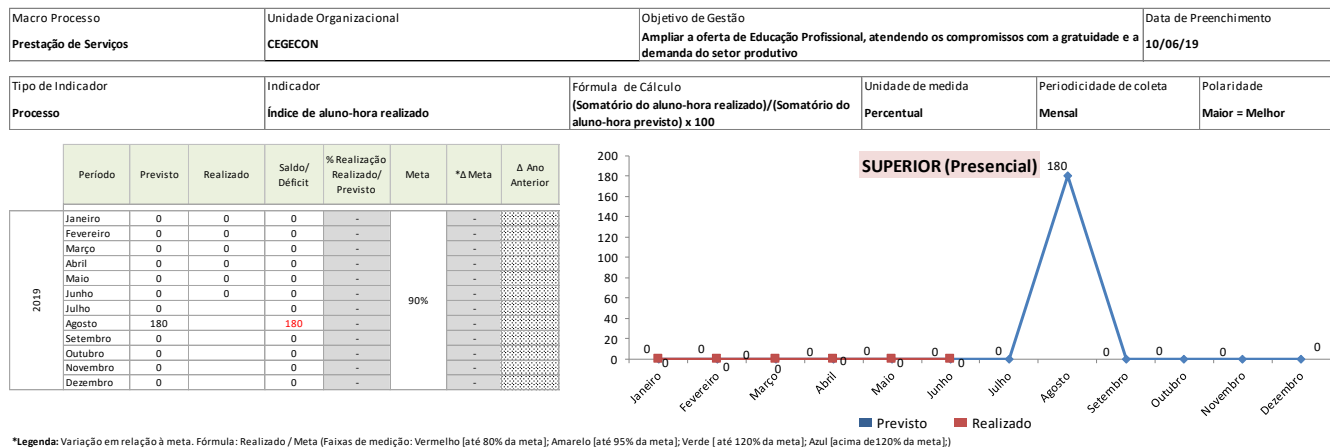 Macro Processo
Unidade Organizacional
Objetivo de Gestão
Data de Preenchimento
Prestação de Serviços
CEGECON
Ampliar a oferta de Educação Profissional, atendendo os compromissos com a gratuidade e a
demanda do setor produtivo
10/06/19
Tipo de Indicador
Indicador
Fórmula de Cálculo
Unidade de medida
Periodicidade de coleta
Polaridade
Processo
Índice de aluno-hora realizado
(Somatório do aluno-hora realizado)/(Somatório do
aluno-hora previsto) x 100
Percentual
Mensal
Maior = Melhor
Período Previsto Realizado Saldo/ Déficit % Realização Realizado/ Previsto Meta *Δ Meta Δ Ano Anterior
2019
Janeiro 0 0 0 - -
Fevereiro 0 0 0 - -
Março 0 0 0 - -
Abril 0 0 0 - -
Maio 0 0 0 - -
Junho 0 0 0 - -
90%
Julho 0 0 - -
Agosto 180 180 - -
Setembro 0 0 - -
Outubro 0 0 - -
Novembro 0 0 - -
Dezembro 0 0 - -
SUPERIOR (Presencial)
200
180
160
140
120
100
80
60
40
20
0
0 0 0 0 0 0 0 180 0 0 0 0
0 0 0 0 0 0
Janeiro Fevereiro Março Abril Maio Junho Julho Agosto Setembro Outubro Novembro Dezembro
Previsto Realizado
*Legenda: Variação em relação à meta. Fórmula: Realizado / Meta (Faixas de medição: Vermelho [até 80% da meta]; Amarelo [até 95% da meta]; Verde [ até 120% da meta]; Azul [acima de120% da meta];)